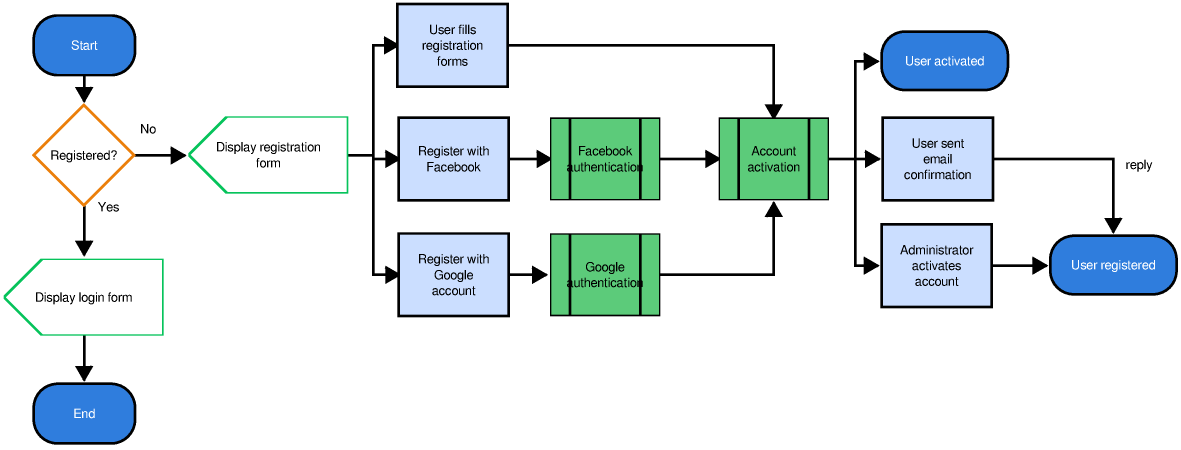 Start
Registered?
No
Yes
Display login form
End
Display registration
form
User fills
registration
forms
Register with
Facebook
Register with
Google
account
Facebook
authentication
Google
authentication
Account
activation
User activated
User sent
email
confirmation
reply
Administrator
activates
account
User registered